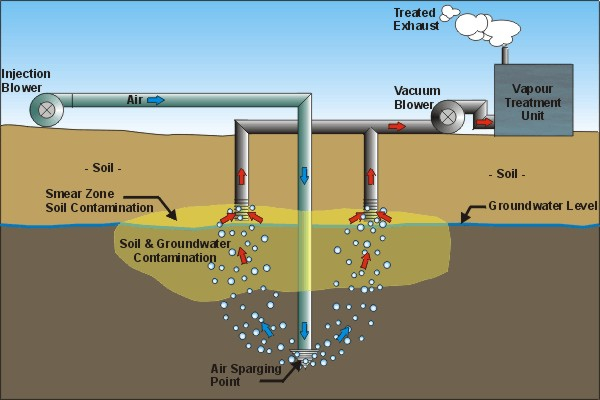 Treated
Exhaust
Injection
Blower
Air
Vacuum
Blower
Vapour
Treatment
Unit
- Soil -
- Soil -
Smear Zone
Soil Contamination
Groundwater Level
Soil & Groundwater
Contamination
Air Sparging
Point